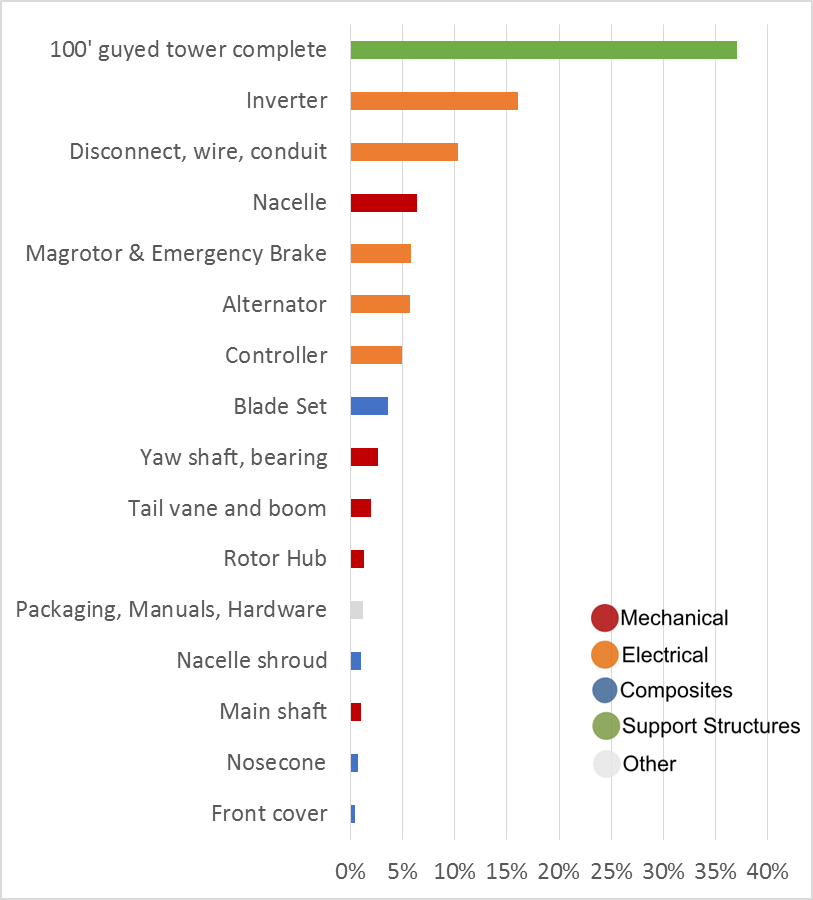 100' guyed tower complete
Inverter
Disconnect, wire, conduit
Nacelle
Magrotor & Emergency Brake
Alternator
Controller
Blade Set
Yaw shaft, bearing
Tail vane and boom
Rotor Hub
Packaging, Manuals, Hardware
Nacelle shroud
Main shaft
Nosecone
Front cover
Mechanical
Electrical
Composites
Support Structures
Other
0% 5% 10% 15% 20% 25% 30% 35% 40%